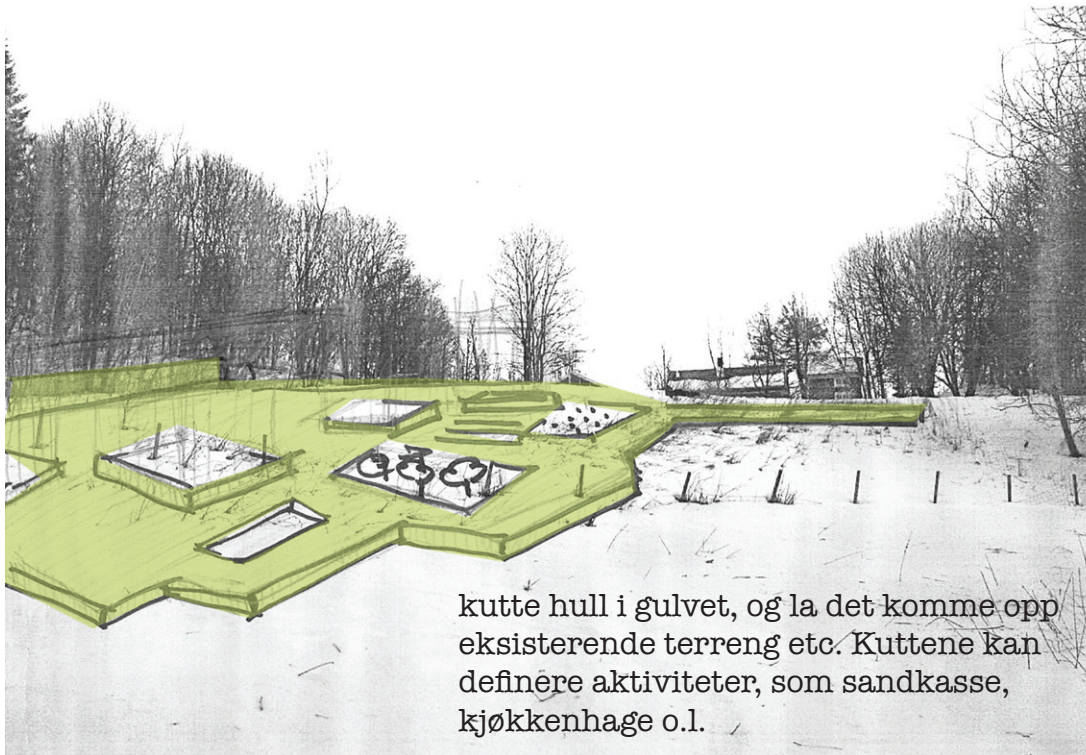 kutte hull i gulvet, og la det komme opp
eksisterende terreng etc. Kuttene kan
definere aktiviteter, som sandkasse,
kjøkkenhage o.l.